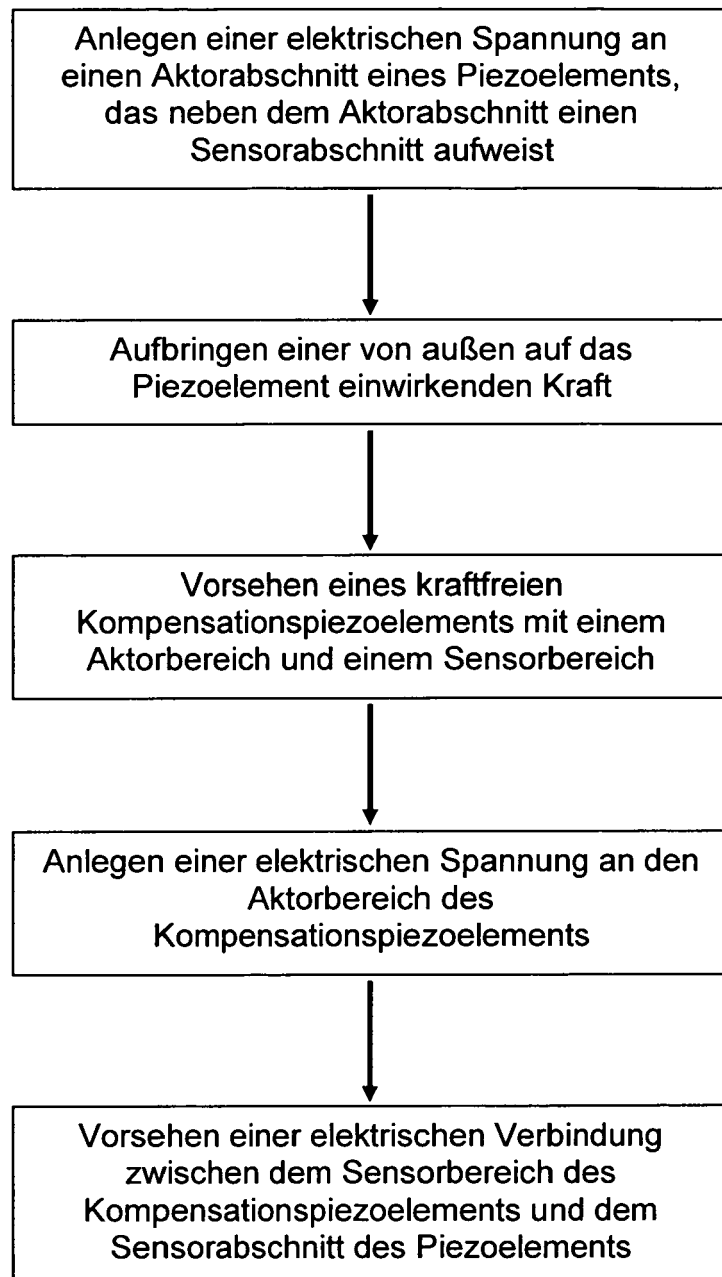 Anlegen einer elektrischen Spannung an
einen Aktorabschnitt eines Piezoelements,
das neben dem Aktorabschnitt einen
Sensorabschnitt aufweist
Aufbringen einer von außen auf das
Piezoelement einwirkenden Kraft
Vorsehen eines kraftfreien
Kompensationspiezoelements mit einem
Aktorbereich und einem Sensorbereich
Anlegen einer elektrischen Spannung an den
Aktorbereich des
Kompensationspiezoelements
Vorsehen einer elektrischen Verbindung
zwischen dem Sensorbereich des
Kompensationspiezoelements und dem
Sensorabschnitt des Piezoelements